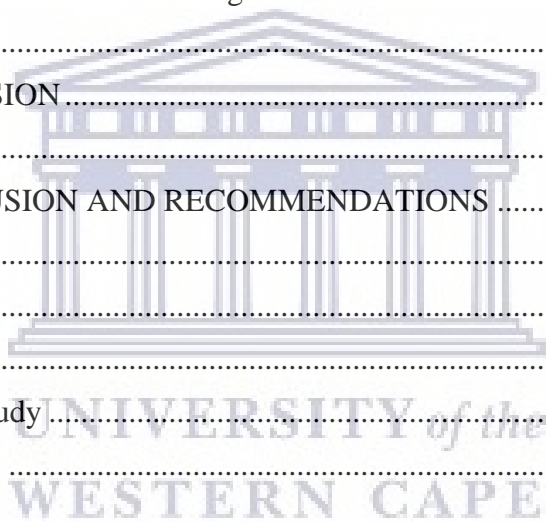 .......................................................
SION.......................................................
.......................................................
USION AND RECOMMENDATIONS ......
.......................................................
.......................................................
.......................................................
udy .......................................................
UNIVERSITY of the
.......................................................
WESTERN CAPE